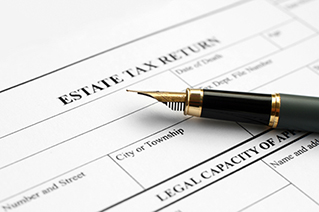 ESTATE TAX RETURN
Date of Death
Dept. File Number
City or Township
Number and Street
LEGAL CAPACITY OF
Name and